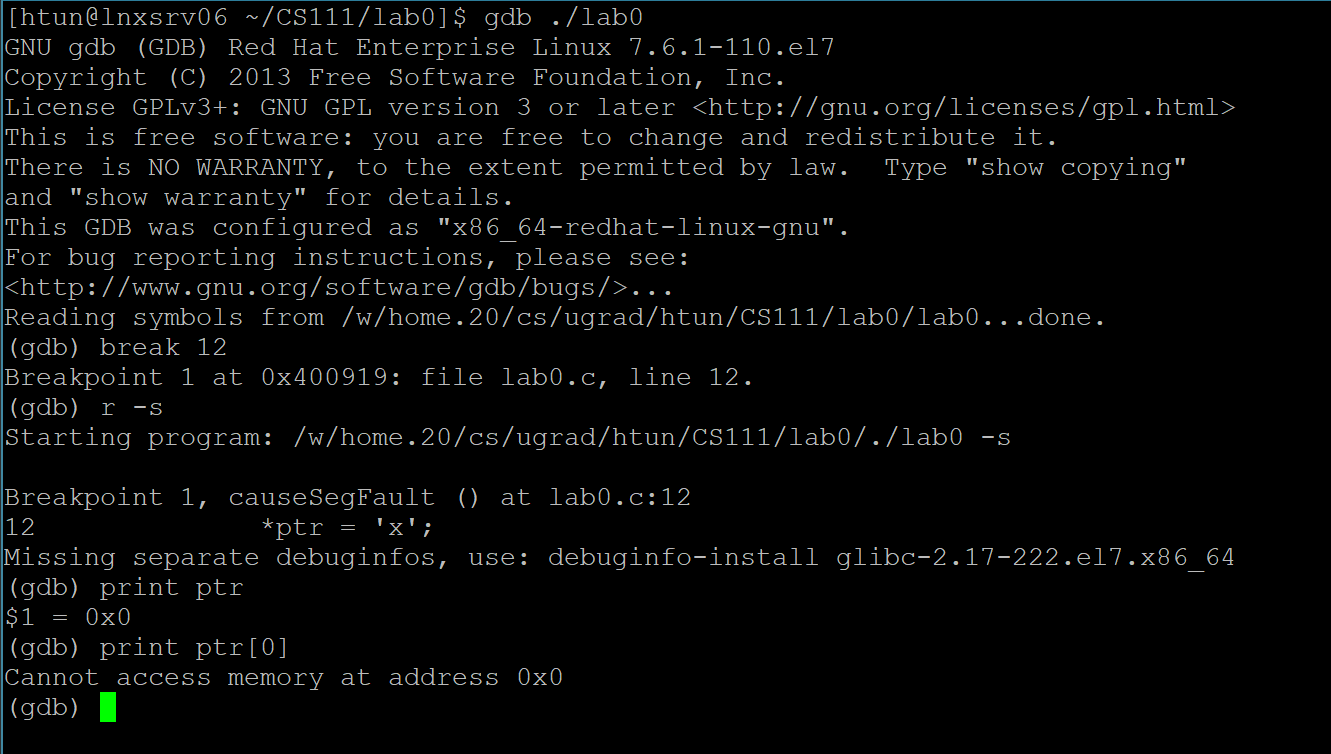 [htun@lnxsrv06 ~/CS111/lab0]$ gdb ./lab0
GNU gdb (GDB) Red Hat Enterprise Linux 7.6.1-110.el7
Copyright (C) 2013 Free Software Foundation, Inc.
License GPLv3+: GNU GPL version 3 or later <http://gnu.org/licenses/gpl.html>
This is free software: you are free to change and redistribute it.
There is NO WARRANTY, to the extent permitted by law.  Type "show copying"
and "show warranty" for details.
This GDB was configured as "x86_64-redhat-linux-gnu".
For bug reporting instructions, please see:
<http://www.gnu.org/software/gdb/bugs/>...
Reading symbols from /w/home.20/cs/ugrad/htun/CS111/lab0/lab0...done.
(gdb) break 12
Breakpoint 1 at 0x400919: file lab0.c, line 12.
(gdb) r -s
Starting program: /w/home.20/cs/ugrad/htun/CS111/lab0/./lab0 -s
Breakpoint 1, causeSegFault () at lab0.c:12
12              *ptr = 'x';
Missing separate debuginfos, use: debuginfo-install glibc-2.17-222.el7.x86_64
(gdb) print ptr
$1 = 0x0
(gdb) print ptr[0]
Cannot access memory at address 0x0
(gdb)